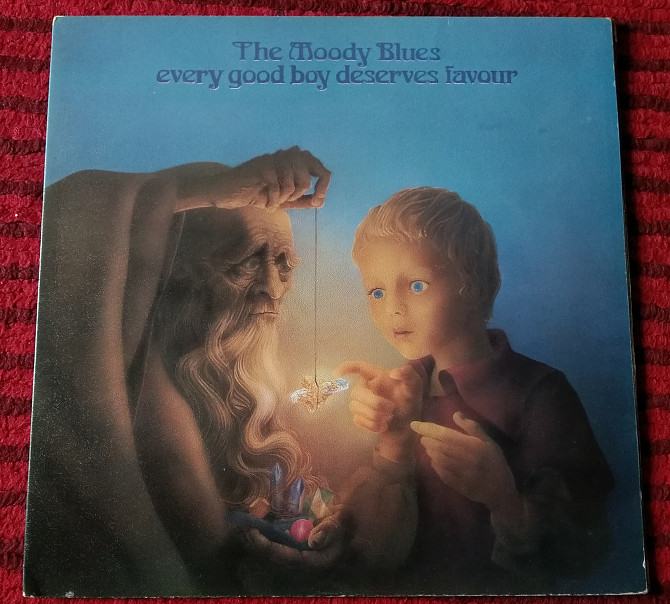 The Moody Blues
every good boy deserves favour